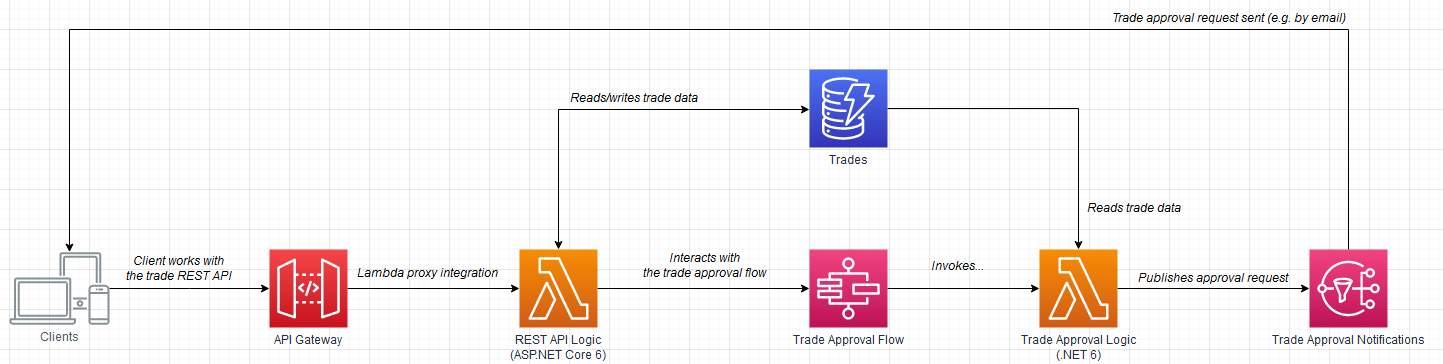 Trade approval request sent (e.g. by email)
Reads/writes trade data
Trades
Reads trade data
Client works with
the trade REST API
Lambda proxy integration
Interacts with
the trade approval flow
Invokes...
Publishes approval request
Clients
API Gateway
REST API Logic
(ASP.NET Core 6)
Trade Approval Flow
Trade Approval Logic
(.NET 6)
Trade Approval Notifications